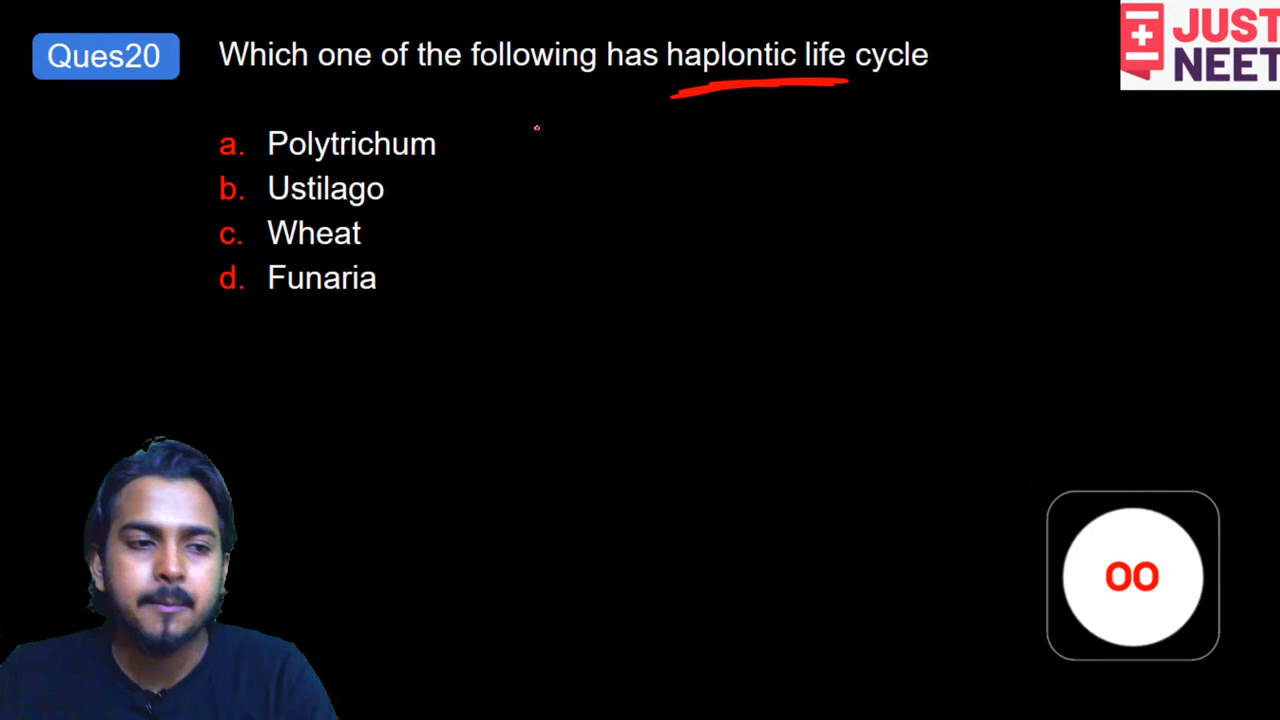 Ques20 Which one of the following has haplontic life cycle
JUST
NEET
a. Polytrichum
b. Ustilago
c. Wheat
d. Funaria
00